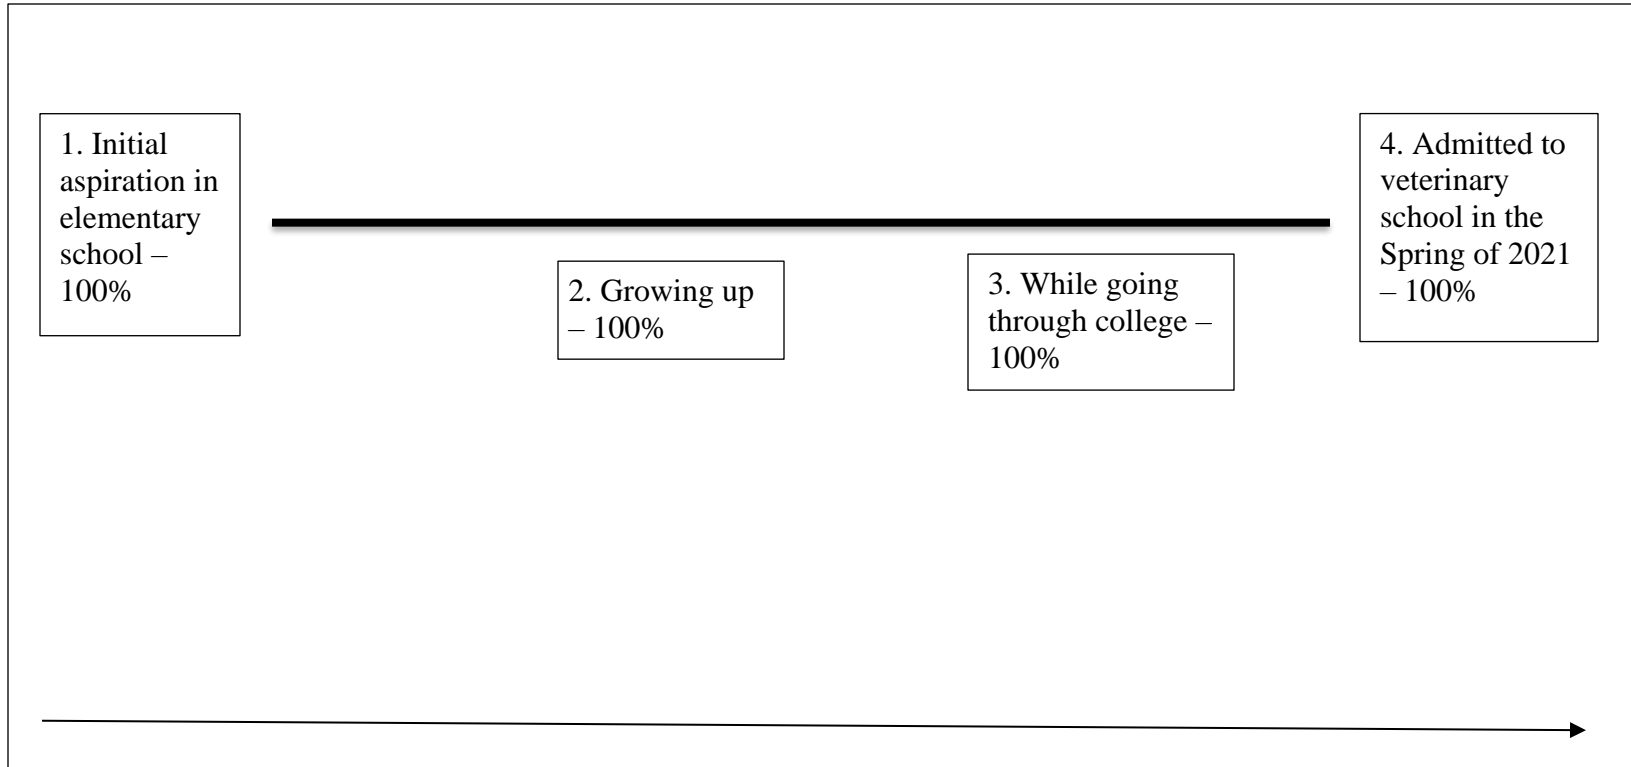 1. Initial
aspiration in
elementary
school –
100%
2. Growing up
– 100%
3. While going
through college –
100%
4. Admitted to
veterinary
school in the
Spring of 2021
– 100%